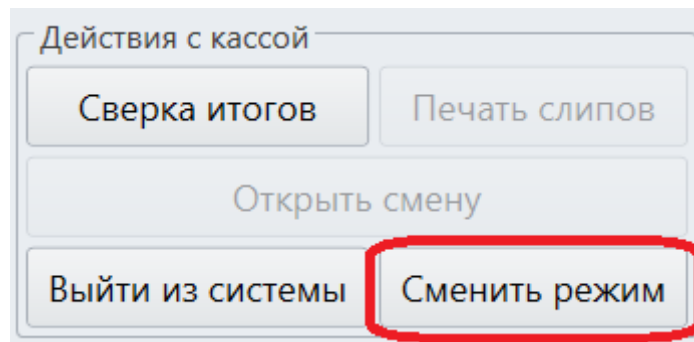 Действия с кассой
Сверка итогов Печать слипов
Открыть смену
Выйти из системы Сменить режим